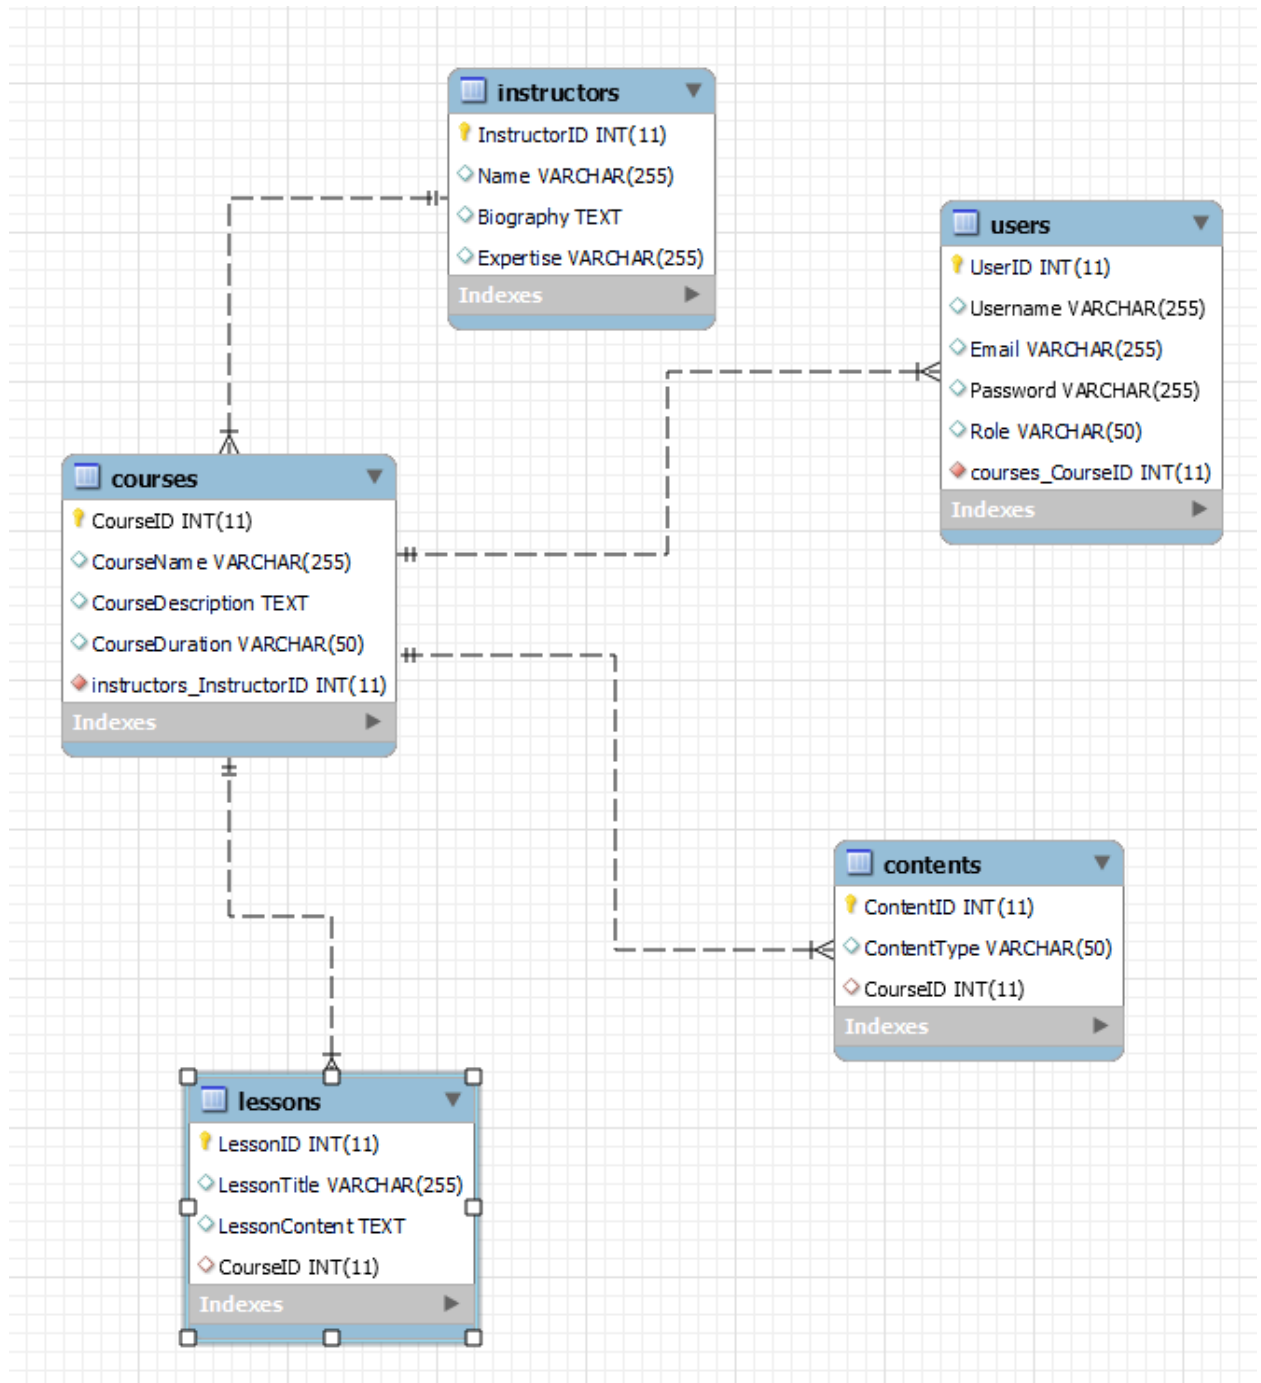 instructors
InstructorID INT(11)
Name VARCHAR(255)
Biography TEXT
Expertise VARCHAR(255)
Indexes
users
UserID INT(11)
Username VARCHAR(255)
Email VARCHAR(255)
Password VARCHAR(255)
Role VARCHAR(50)
courses_CourseID INT(11)
Indexes
courses
CourseID INT(11)
CourseName VARCHAR(255)
CourseDescription TEXT
CourseDuration VARCHAR(50)
instructors_InstructorID INT(11)
Indexes
contents
ContentID INT(11)
ContentType VARCHAR(50)
CourseID INT(11)
Indexes
lessons
LessonID INT(11)
LessonTitle VARCHAR(255)
LessonContent TEXT
CourseID INT(11)
Indexes